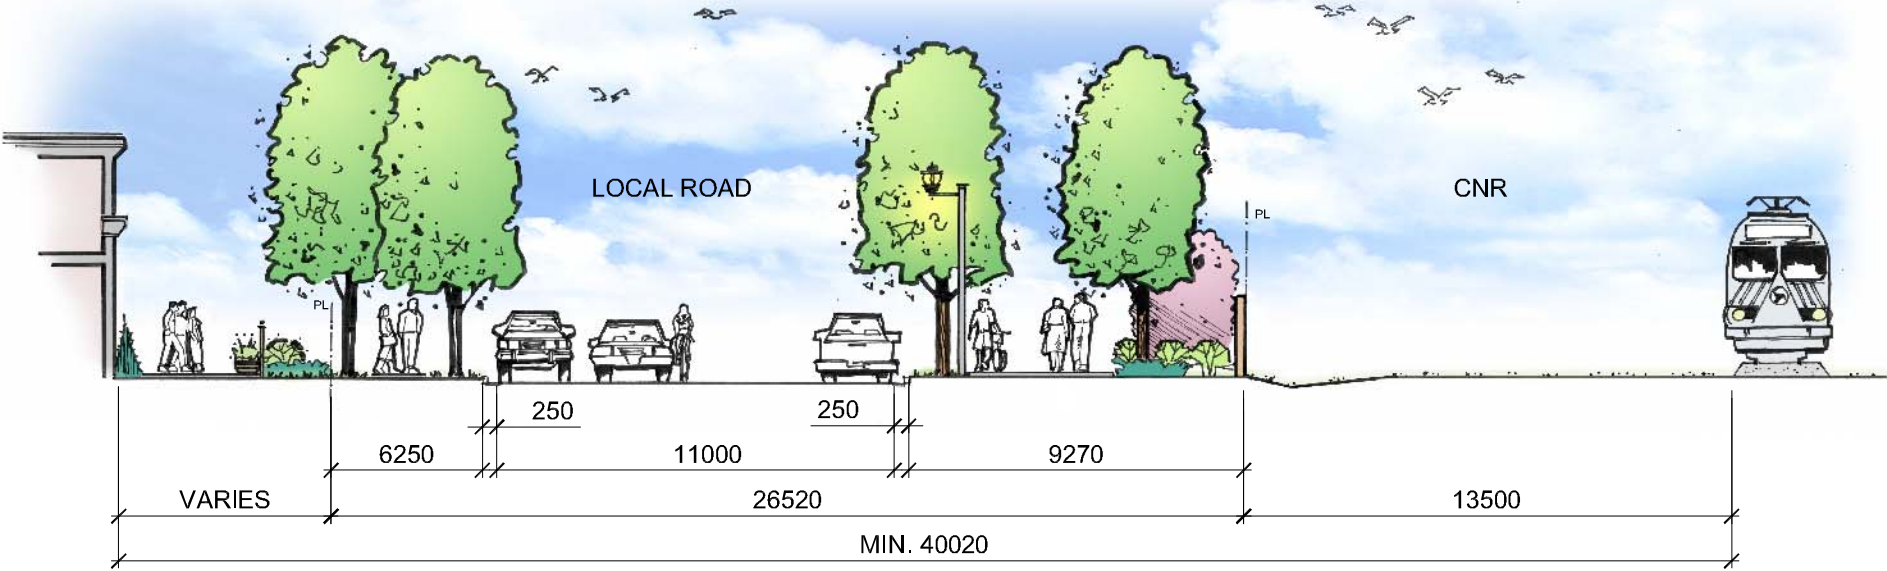 LOCAL ROAD
CNR
PL
PL
250
250
6250
11000
9270
VARIES
26520
13500
MIN. 40020